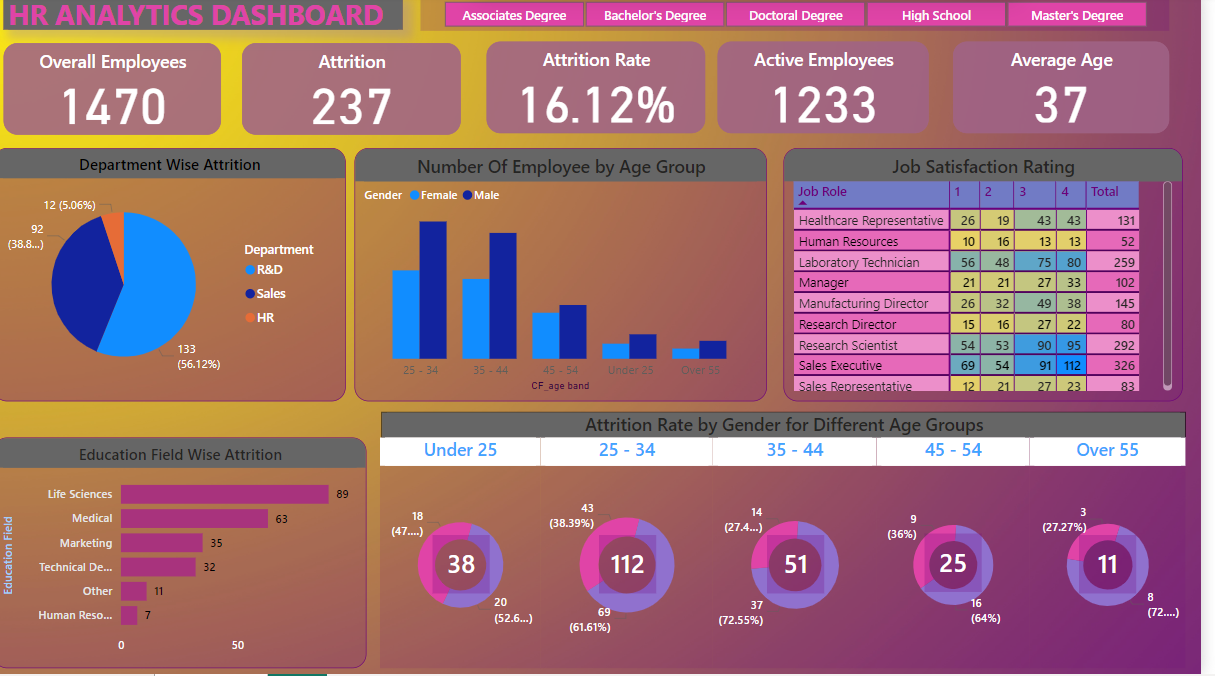 HR ANALYTICS DASHBOARD
Associates Degree
Bachelor's Degree
Doctoral Degree
High School
Master's Degree
Overall Employees
1470
Attrition
237
Attrition Rate
16.12%
Active Employees
1233
Average Age
37
Department Wise Attrition
12 (5.06%)
92
(38.8...)
133
(56.12%)
Department
R&D
Sales
HR
Number Of Employee by Age Group
Gender Female Male
25 - 34 35 - 44 45 - 54 Under 25 Over 55
CF_age band
Job Satisfaction Rating
Job Role 1 2 3 4 Total
Healthcare Representative 26 19 43 43 131
Human Resources 10 16 13 13 52
Laboratory Technician 56 48 75 80 259
Manager 21 21 27 33 102
Manufacturing Director 26 32 49 38 145
Research Director 15 16 27 22 80
Research Scientist 54 53 90 95 292
Sales Executive 69 54 91 112 326
Sales Representative 12 21 27 23 83
Education Field Wise Attrition
Education Field
Life Sciences 89
Medical 63
Marketing 35
Technical De... 32
Other 11
Human Reso... 7
0 50
Attrition Rate by Gender for Different Age Groups
Under 25 25 - 34 35 - 44 45 - 54 Over 55
18
(47....)
38
20
(52.6...)
43
(38.39%)
112
69
(61.61%)
14
(27.4...)
51
37
(72.55%)
9
(36%)
25
16
(64%)
3
(27.27%)
11
8
(72....)